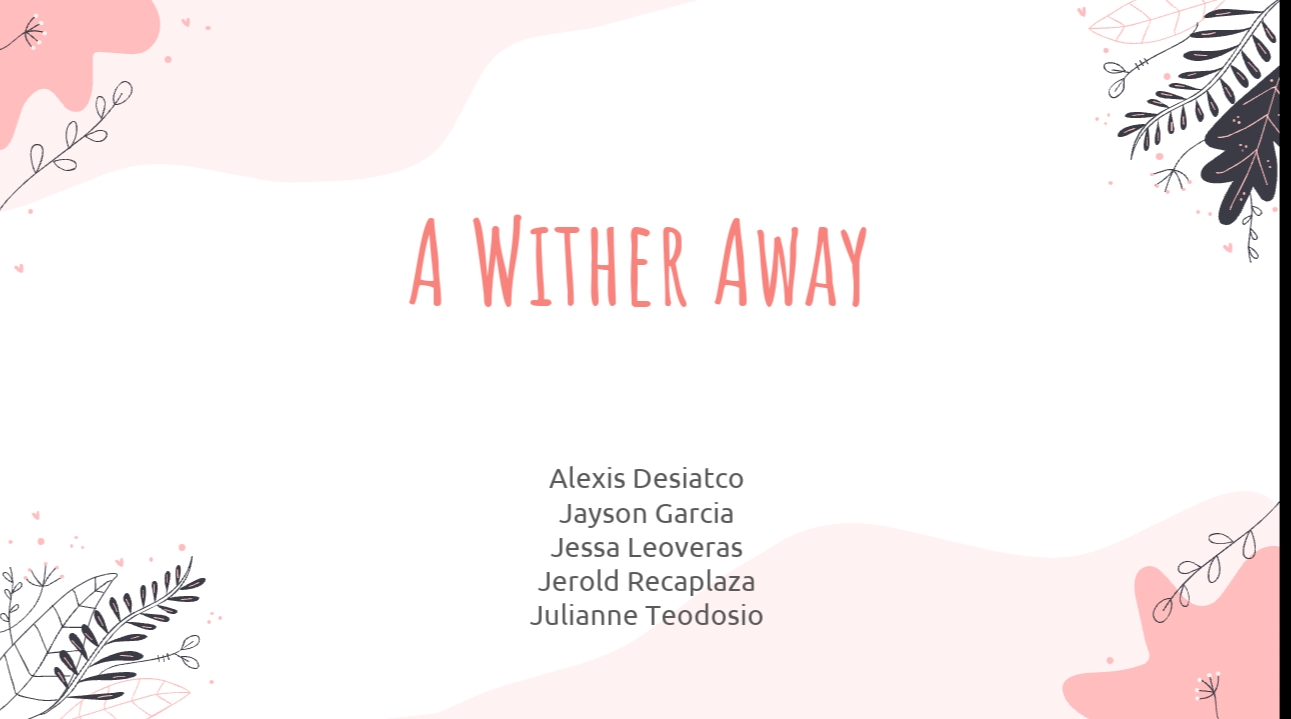 A Wither Away
Alexis Desiatco
Jayson Garcia
Jessa Leoveras
Jerold Recaplaza
Julianne Teodosio